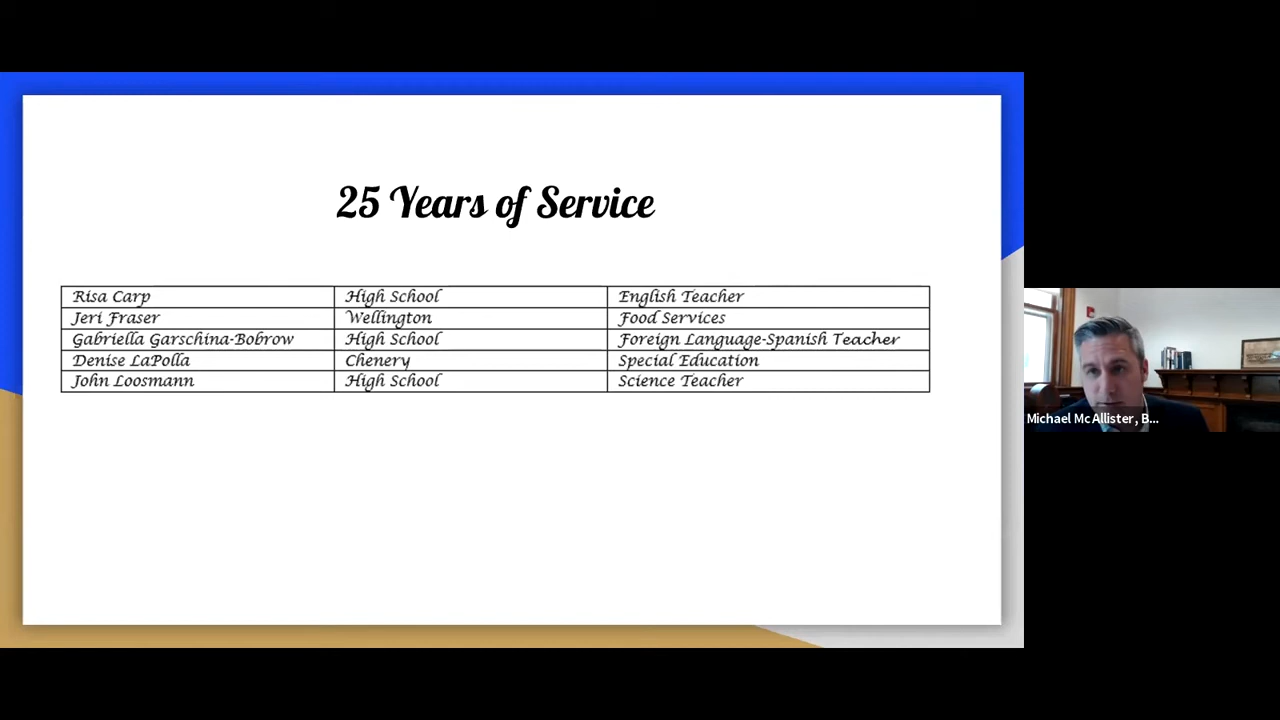 25 Years of Service
Risa Carp High School English Teacher
Jeri Fraser Wellington Food Services
Gabriella Garschina-Bobrow High School Foreign Language-Spanish Teacher
Denise LaPolla Chenery Special Education
John Loosmann High School Science Teacher
Michael McAllister, B...